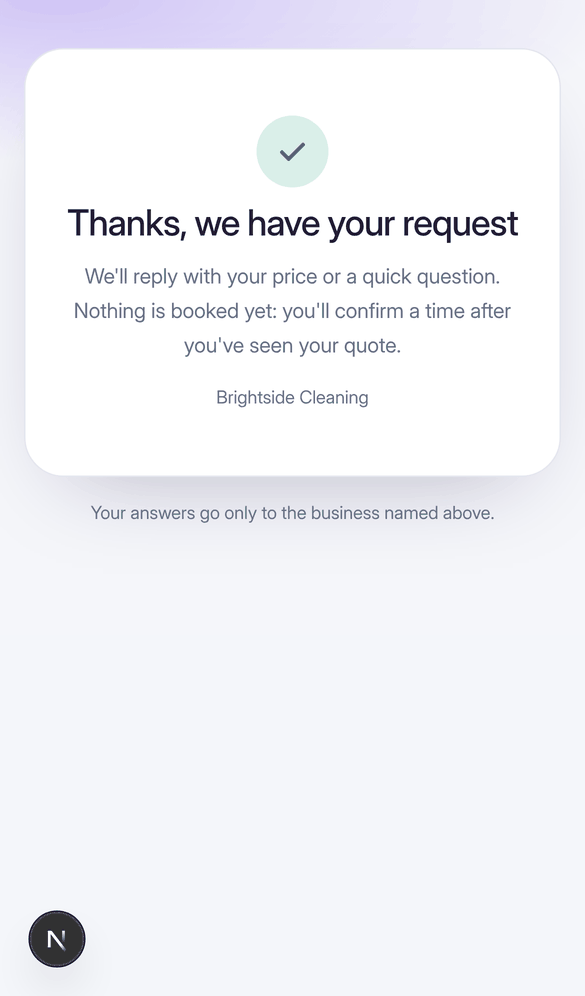 Thanks, we have your request
We'll reply with your price or a quick question.
Nothing is booked yet: you'll confirm a time after
you've seen your quote.
Brightside Cleaning
Your answers go only to the business named above.
N